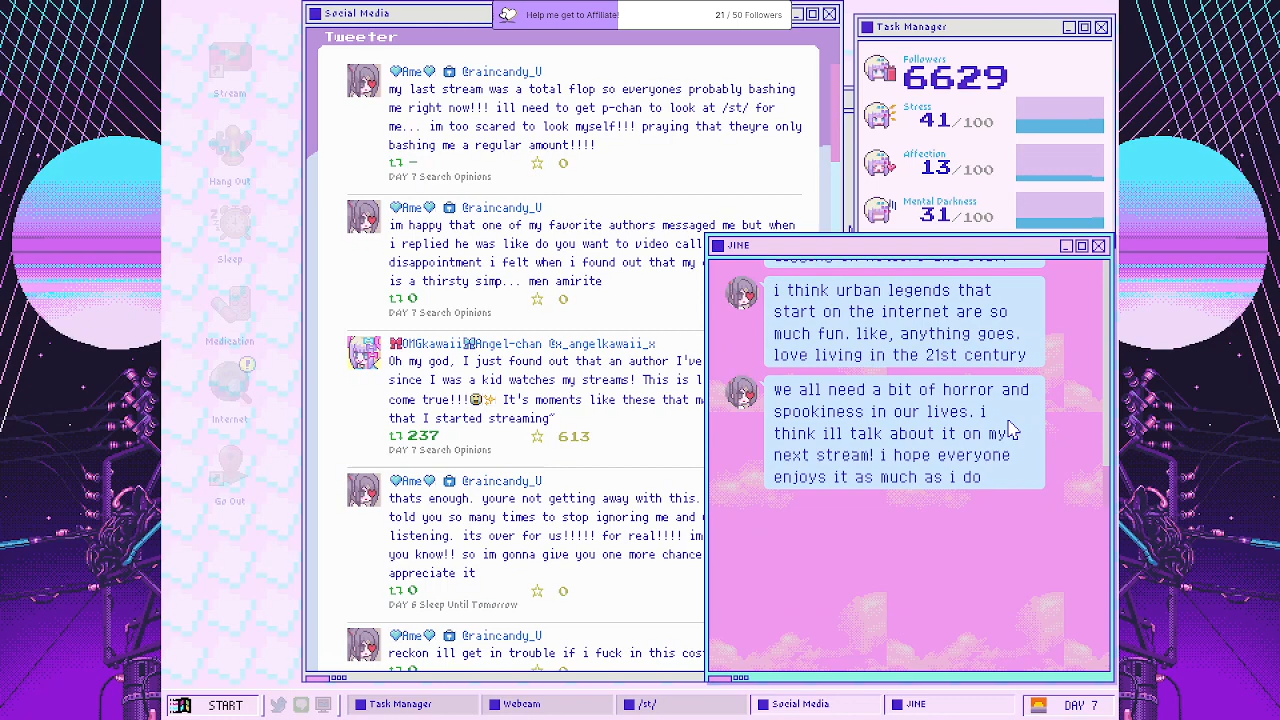 Social Media
Help me get to Affiliate!
21 / 50 Followers
Task Manager
Tweeter
Stream
Hang Out
Sleep
Medication
Internet
Go Out
Ame @raincandy_U
my last stream was a total flop so everyones probably bashing
me right now!!! ill need to get p-chan to look at /st/ for
me... im too scared to look myself!!! praying that theyre only
bashing me a regular amount!!!!
- 0
DAY 7 Search Opinions
Ame @raincandy_U
im happy that one of my favorite authors messaged me but when
i replied he was like do you want to video call
disappointment i felt when i found out that my
is a thirsty simp... men amirite
0 0
DAY 7 Search Opinions
OMGkawaii Angel-chan @x_angelkawaii_x
Oh my god, I just found out that an author I've
since I was a kid watches my streams! This is l
come true!!! It's moments like these that m
that I started streaming~
237 613
DAY 7 Search Opinions
Ame @raincandy_U
thats enough. youre not getting away with this.
told you so many times to stop ignoring me and
listening. its over for us!!!!! for real!!!! im
you know!! so im gonna give you one more chance
appreciate it
0 0
DAY 6 Sleep Until Tomorrow
Ame @raincandy_U
reckon ill get in trouble if i fuck in this cos
Followers
6629
Stress
41/100
Affection
13/100
Mental Darkness
31/100
JINE
i think urban legends that
start on the internet are so
much fun. like, anything goes.
love living in the 21st century
we all need a bit of horror and
spookiness in our lives. i
think ill talk about it on my
next stream! i hope everyone
enjoys it as much as i do
START
Task Manager
Webcam
/st/
Social Media
JINE
DAY 7